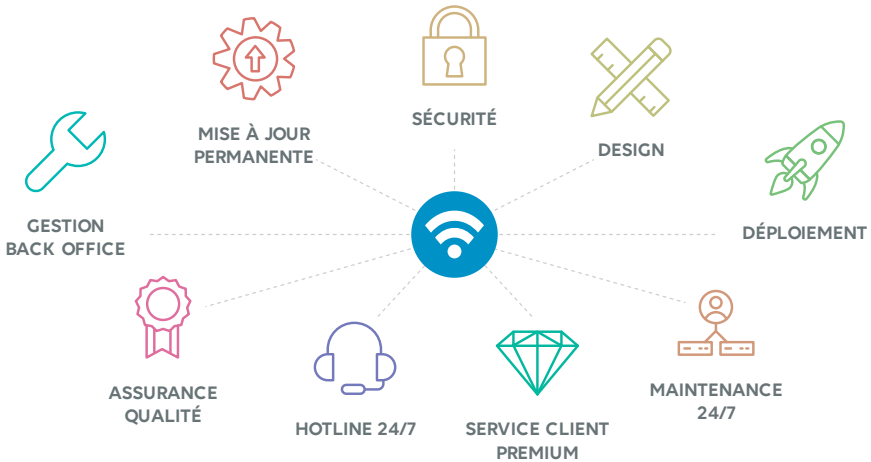 SÉCURITÉ
MISE À JOUR
PERMANENTE
DESIGN
GESTION
BACK OFFICE
DÉPLOIEMENT
ASSURANCE
QUALITÉ
HOTLINE 24/7
SERVICE CLIENT
PREMIUM
MAINTENANCE
24/7